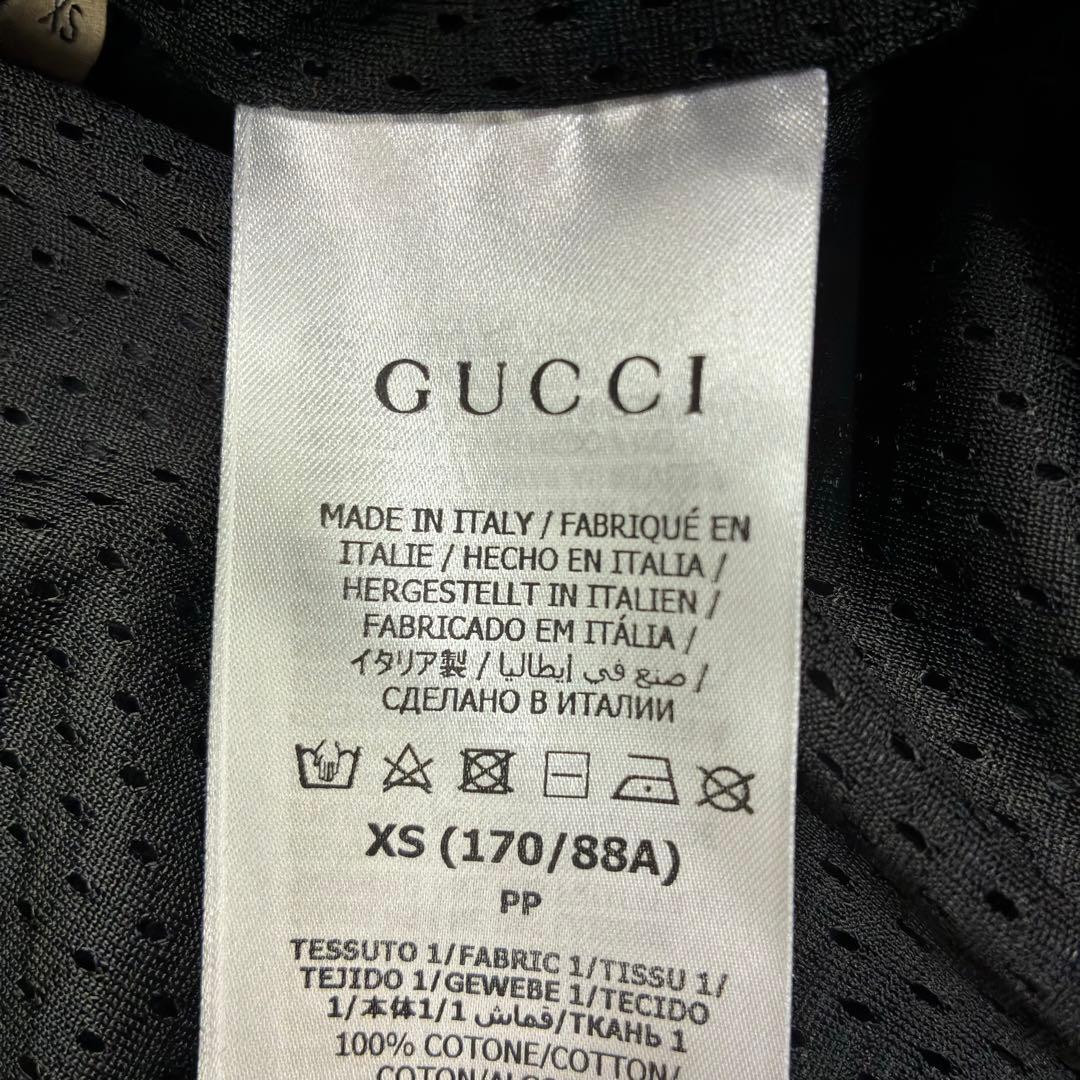 XS
GUCCI
MADE IN ITALY / FABRIQUÉ EN
ITALIE / HECHO EN ITALIA /
HERGESTELLT IN ITALIEN /
FABRICADO EM ITÁLIA /
イタリア製 / صنع في إيطاليا /
СДЕЛАНО В ИТАЛИИ
XS (170/88A)
PP
TESSUTO 1/FABRIC 1/TISSU 1/
TEJIDO 1/GEWEBE 1/TECIDO
1/本体1/1 قماش/ТКАНЬ 1
100% COTONE/COTTON/